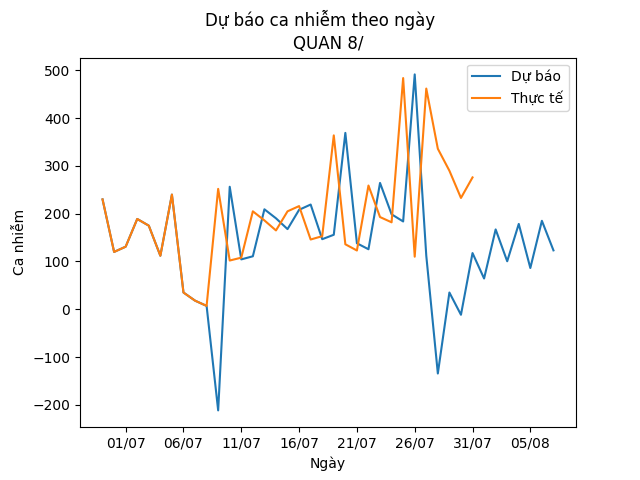 Dự báo ca nhiễm theo ngày
QUAN 8/
500
400
300
200
100
0
−100
−200
Ca nhiễm
Dự báo
Thực tế
01/07 06/07 11/07 16/07 21/07 26/07 31/07 05/08
Ngày